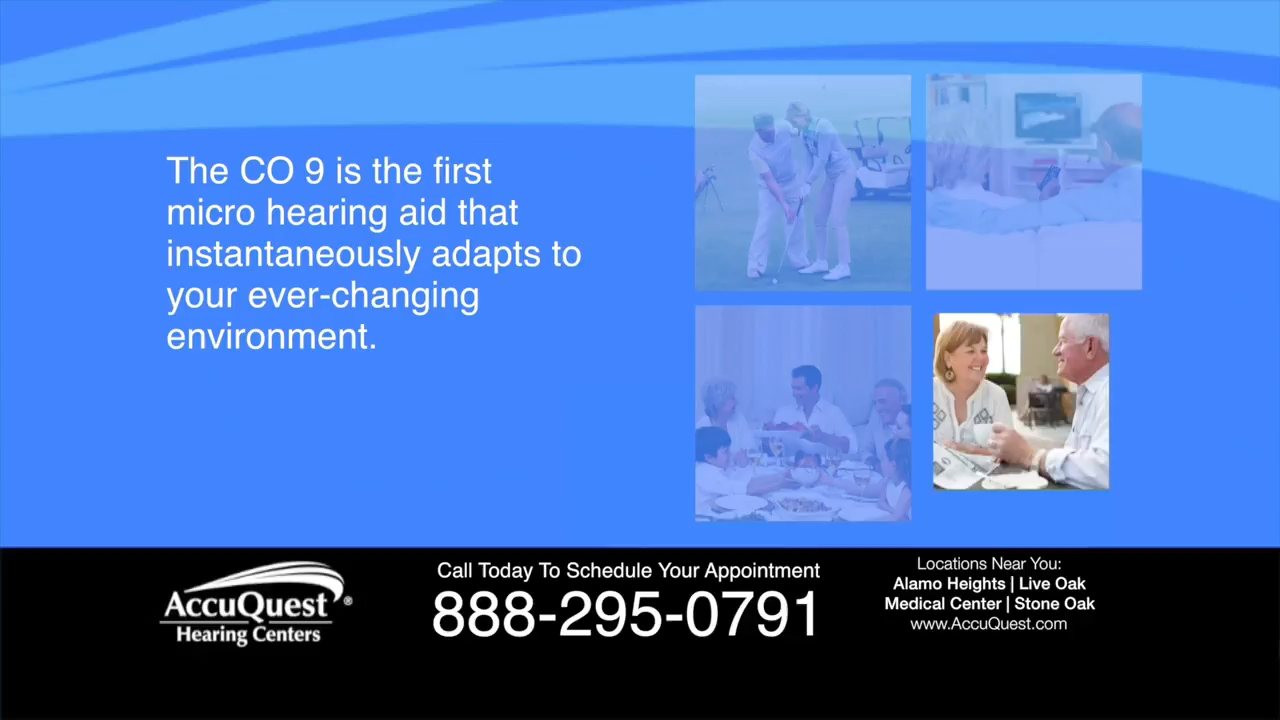 The CO 9 is the first
micro hearing aid that
instantaneously adapts to
your ever-changing
environment.
AccuQuest®
Hearing Centers
Call Today To Schedule Your Appointment
888-295-0791
Locations Near You:
Alamo Heights | Live Oak
Medical Center | Stone Oak
www.AccuQuest.com